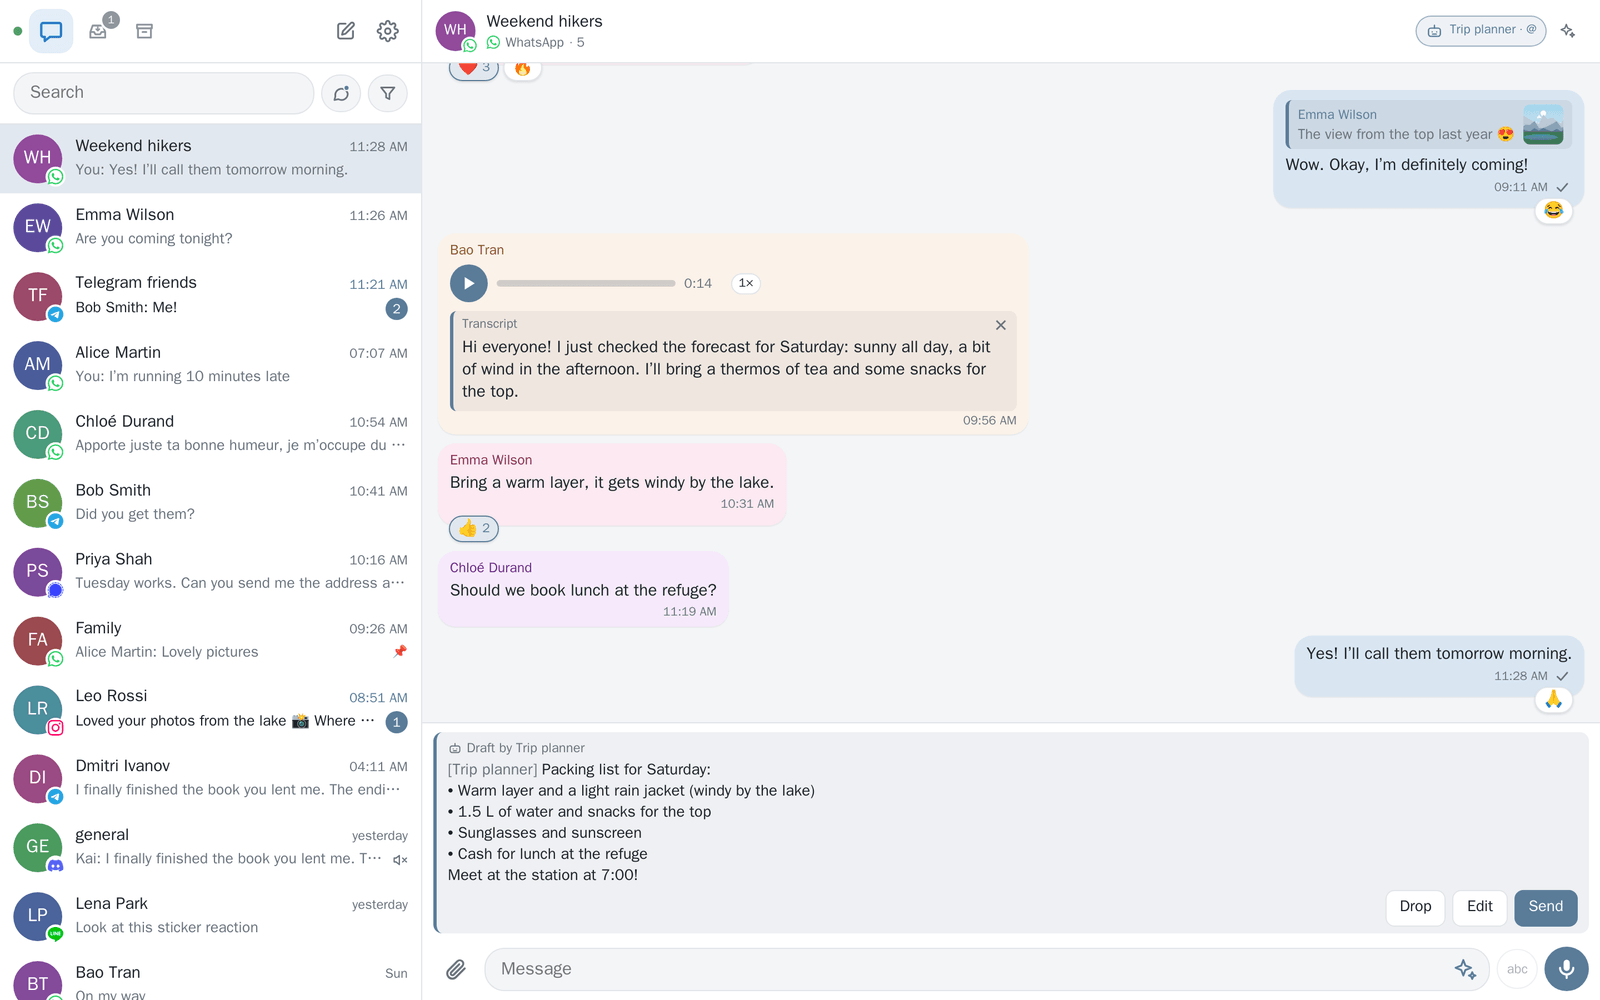 1
Search
WH
Weekend hikers
11:28 AM
You: Yes! I'll call them tomorrow morning.
EW
Emma Wilson
11:26 AM
Are you coming tonight?
TF
Telegram friends
11:21 AM
Bob Smith: Me!
2
AM
Alice Martin
07:07 AM
You: I'm running 10 minutes late
CD
Chloé Durand
10:54 AM
Apporte juste ta bonne humeur, je m'occupe du ···
BS
Bob Smith
10:41 AM
Did you get them?
PS
Priya Shah
10:16 AM
Tuesday works. Can you send me the address a···
FA
Family
09:26 AM
Alice Martin: Lovely pictures 📌
LR
Leo Rossi
08:51 AM
Loved your photos from the lake 📸 Where ···
1
DI
Dmitri Ivanov
04:11 AM
I finally finished the book you lent me. The endi···
GE
general
yesterday
Kai: I finally finished the book you lent me. T···
LP
Lena Park
yesterday
Look at this sticker reaction
LINE
BT
Bao Tran
Sun
On my way
WH
Weekend hikers
WhatsApp · 5
Trip planner · @
❤️ 3 🔥
Emma Wilson
The view from the top last year 😍
Wow. Okay, I'm definitely coming!
09:11 AM ✓
😂
Bao Tran
0:14
1×
Transcript
Hi everyone! I just checked the forecast for Saturday: sunny all day, a bit
of wind in the afternoon. I'll bring a thermos of tea and some snacks for
the top.
09:56 AM
Emma Wilson
Bring a warm layer, it gets windy by the lake.
10:31 AM
👍 2
Chloé Durand
Should we book lunch at the refuge?
11:19 AM
Yes! I'll call them tomorrow morning.
11:28 AM ✓
🙏
Draft by Trip planner
[Trip planner] Packing list for Saturday:
• Warm layer and a light rain jacket (windy by the lake)
• 1.5 L of water and snacks for the top
• Sunglasses and sunscreen
• Cash for lunch at the refuge
Meet at the station at 7:00!
Drop
Edit
Send
Message
abc